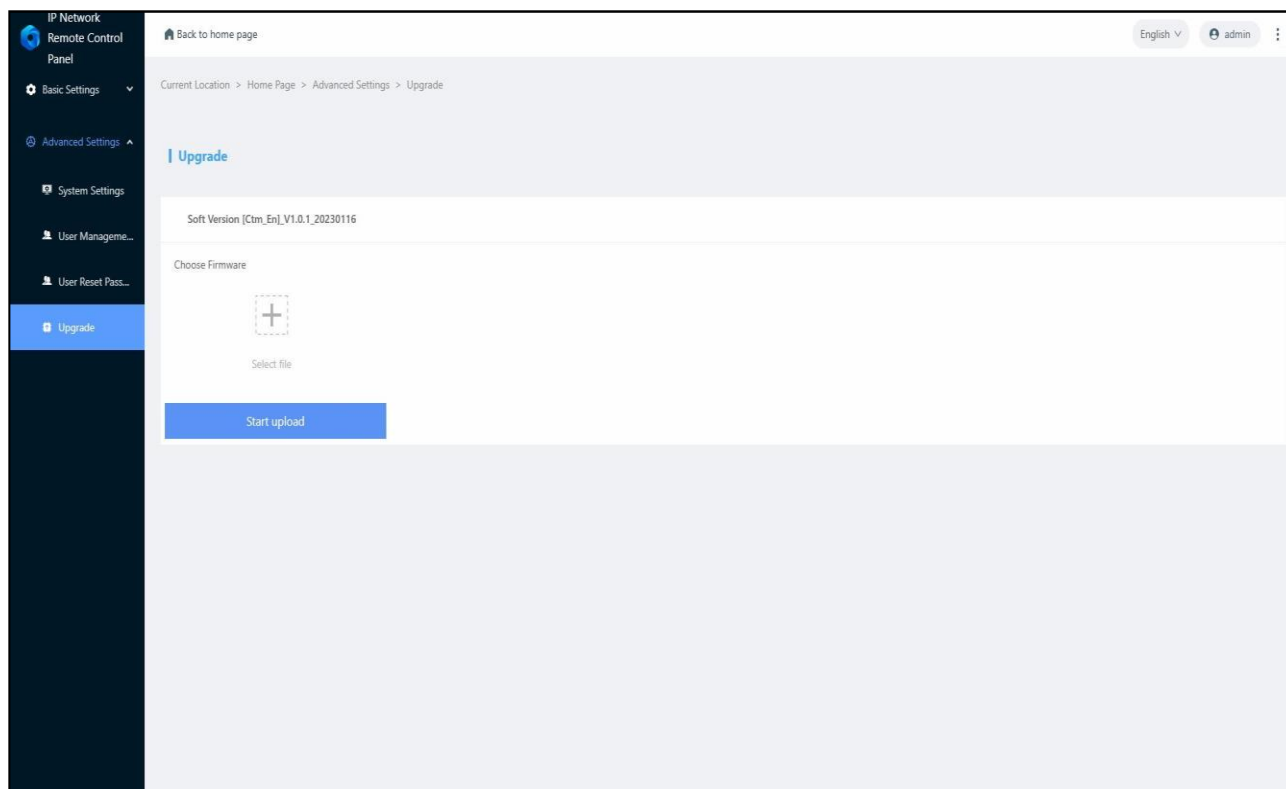 IP Network
Remote Control
Panel
Back to home page
English
admin
Basic Settings
Current Location > Home Page > Advanced Settings > Upgrade
Advanced Settings
Upgrade
System Settings
Soft Version [Ctm_En]_V1.0.1_20230116
User Manageme...
Choose Firmware
User Reset Pass...
Upgrade
Select file
Start upload